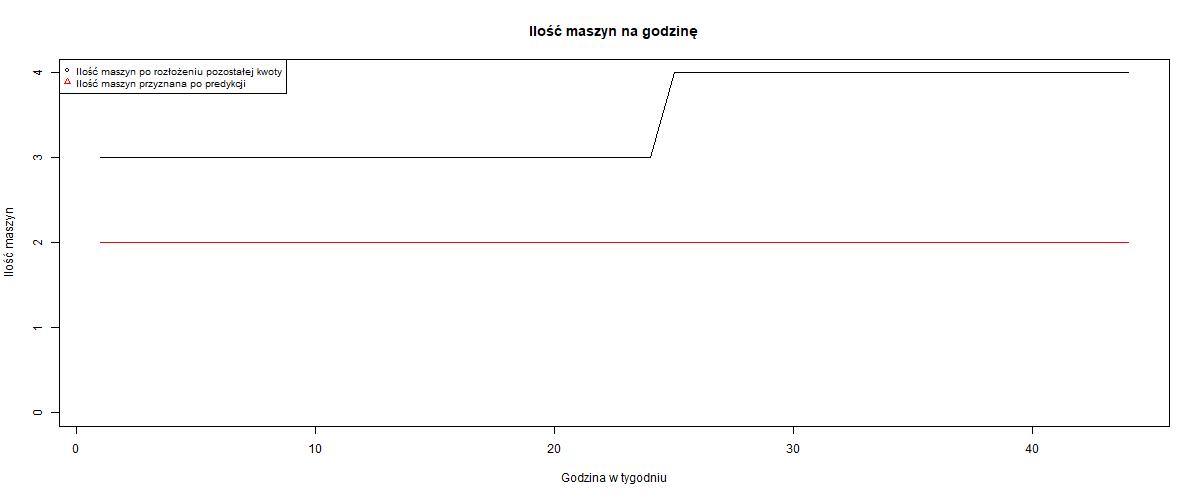 Ilość maszyn na godzinę
Ilość maszyn po rozłożeniu pozostałej kwoty
Ilość maszyn przyznana po predykcji
Ilość maszyn
4
3
2
1
0
0 10 20 30 40
Godzina w tygodniu